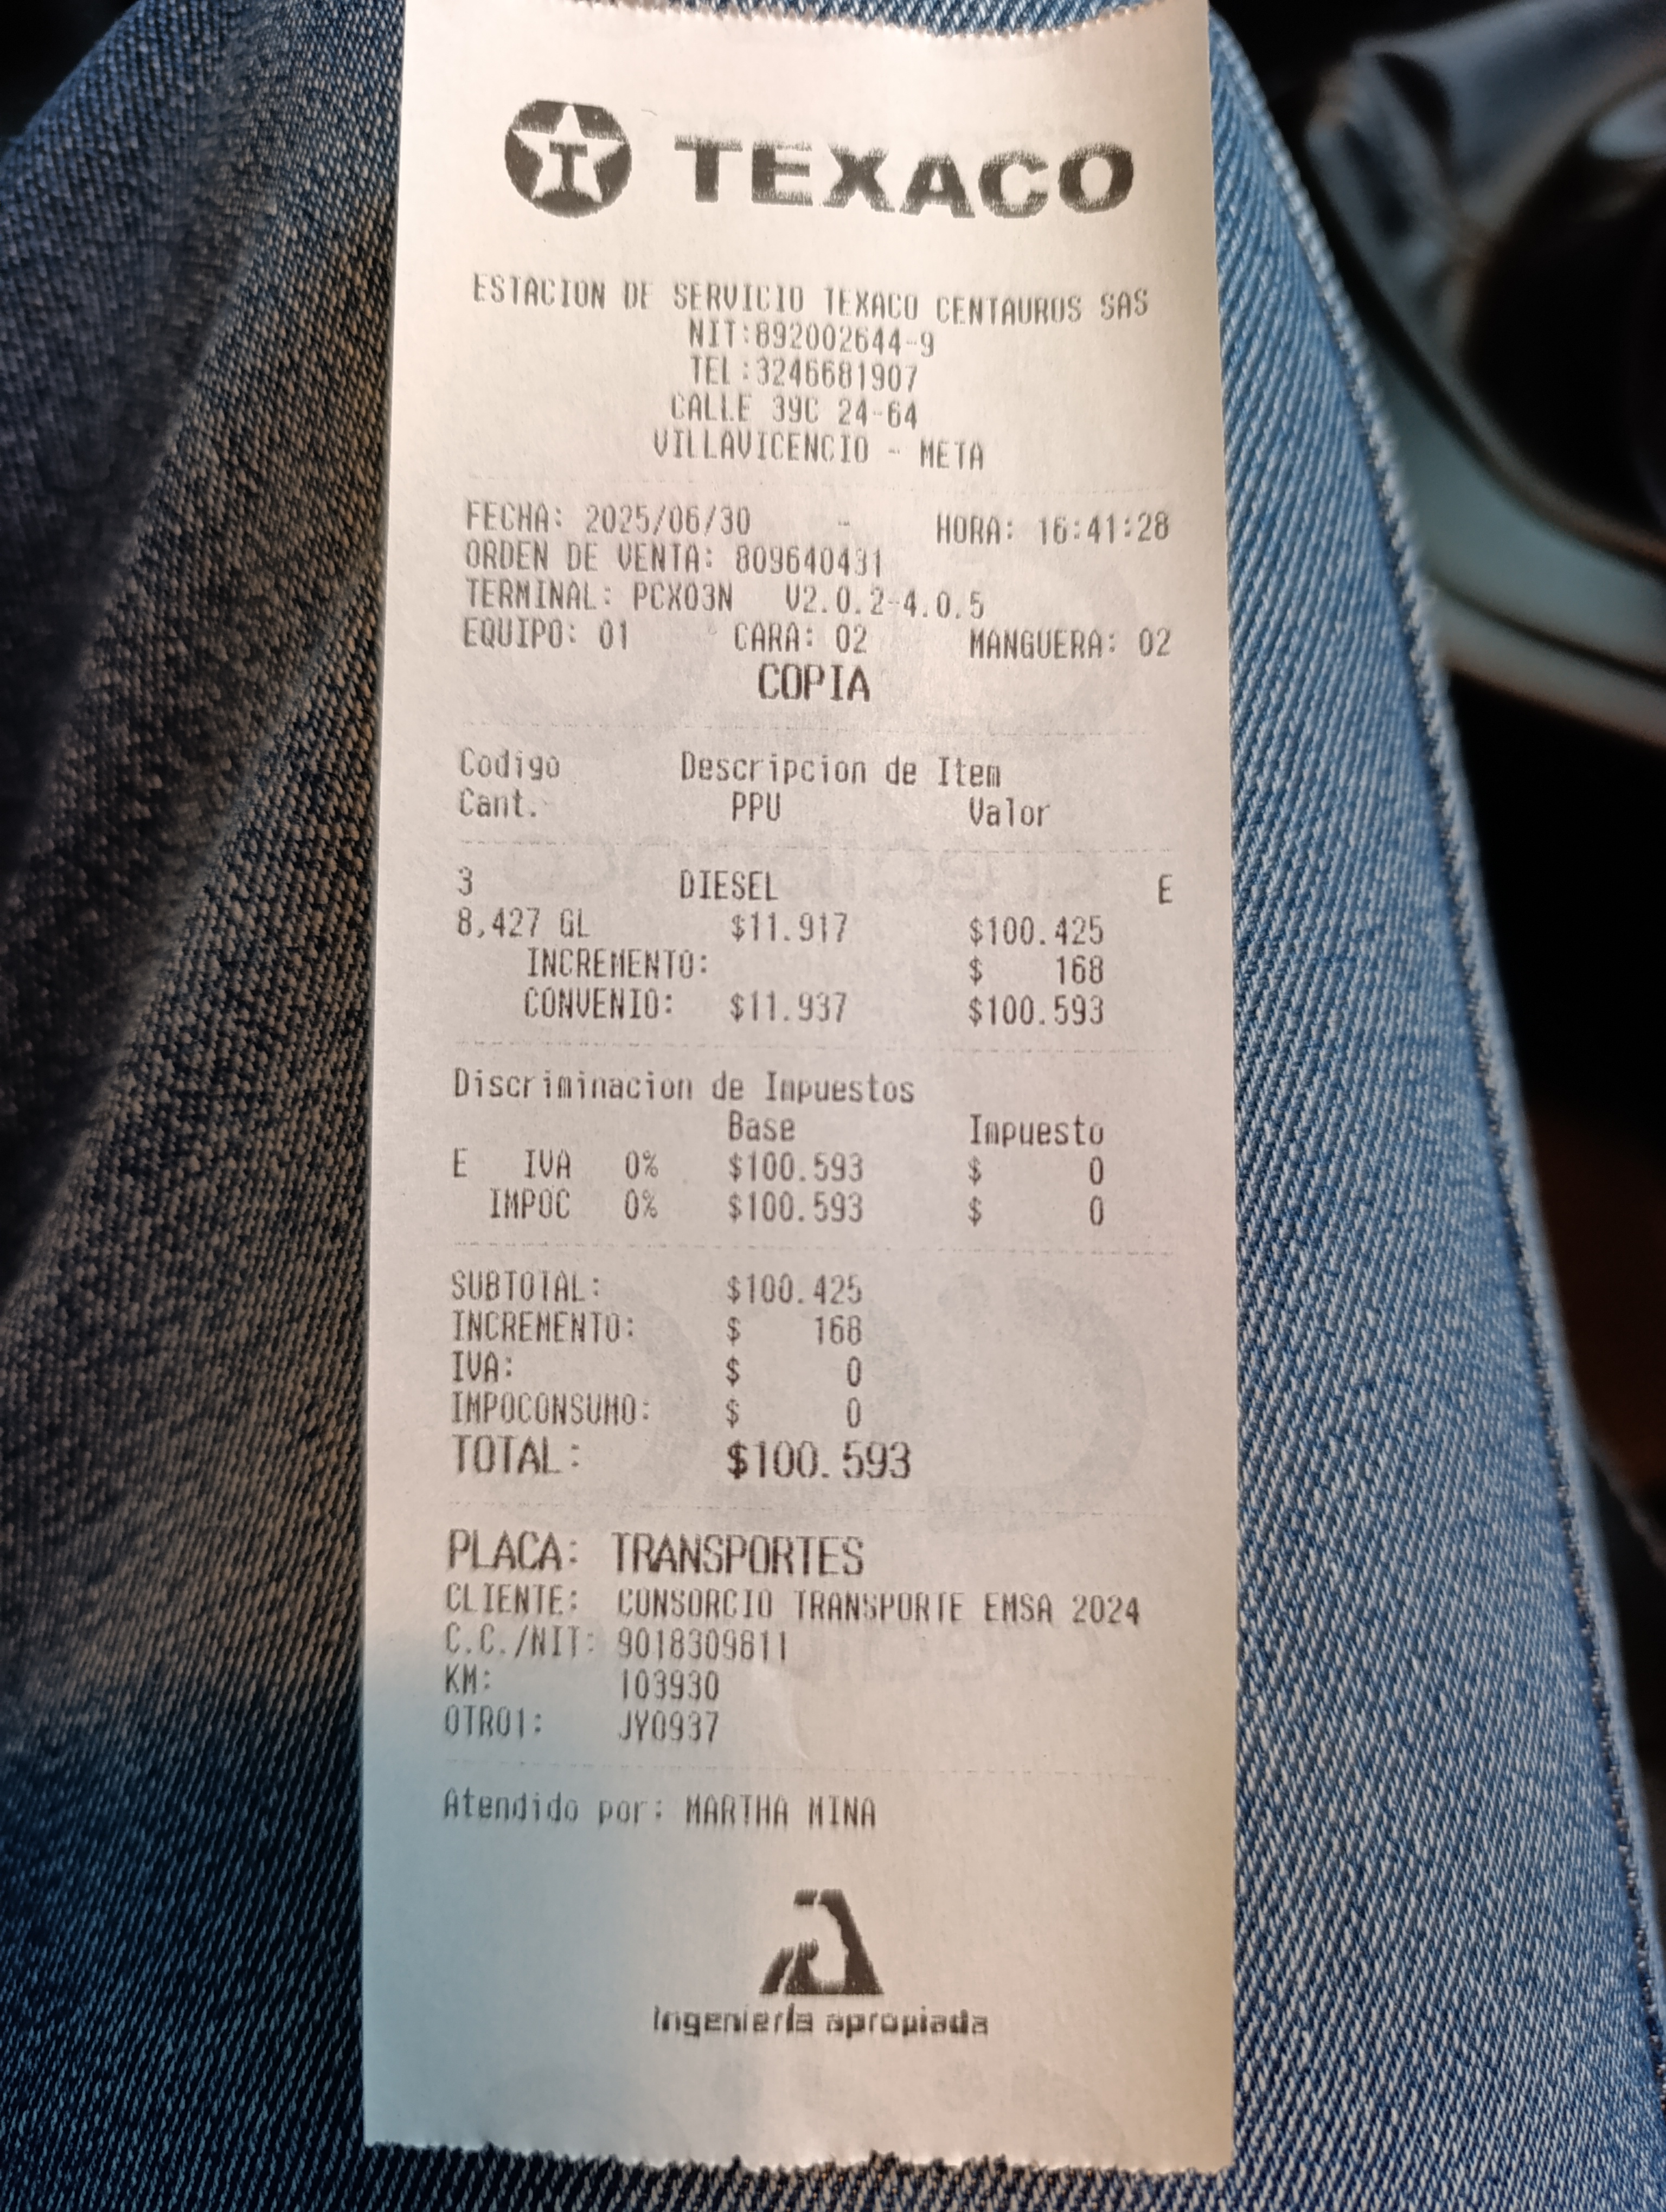 TEXACO
ESTACION DE SERVICIO TEXACO CENTAUROS SAS
NIT:892002644-9
TEL:3246681907
CALLE 39C 24-64
VILLAVICENCIO - META
FECHA: 2025/06/30 - HORA: 16:41:28
ORDEN DE VENTA: 809640431
TERMINAL: PCX03N V2.0.2-4.0.5
EQUIPO: 01 CARA: 02 MANGUERA: 02
COPIA
Codigo Descripcion de Item
Cant. PPU Valor
3 DIESEL E
8,427 GL $11.917 $100.425
INCREMENTO: $ 168
CONVENIO: $11.937 $100.593
Discriminacion de Impuestos
Base Impuesto
E IVA 0% $100.593 $ 0
IMPOC 0% $100.593 $ 0
SUBTOTAL: $100.425
INCREMENTO: $ 168
IVA: $ 0
IMPOCONSUMO: $ 0
TOTAL: $100.593
PLACA: TRANSPORTES
CLIENTE: CONSORCIO TRANSPORTE EMSA 2024
C.C./NIT: 9018309811
KM: 103930
OTRO1: JYO937
Atendido por: MARTHA MINA
Ingeniería apropiada